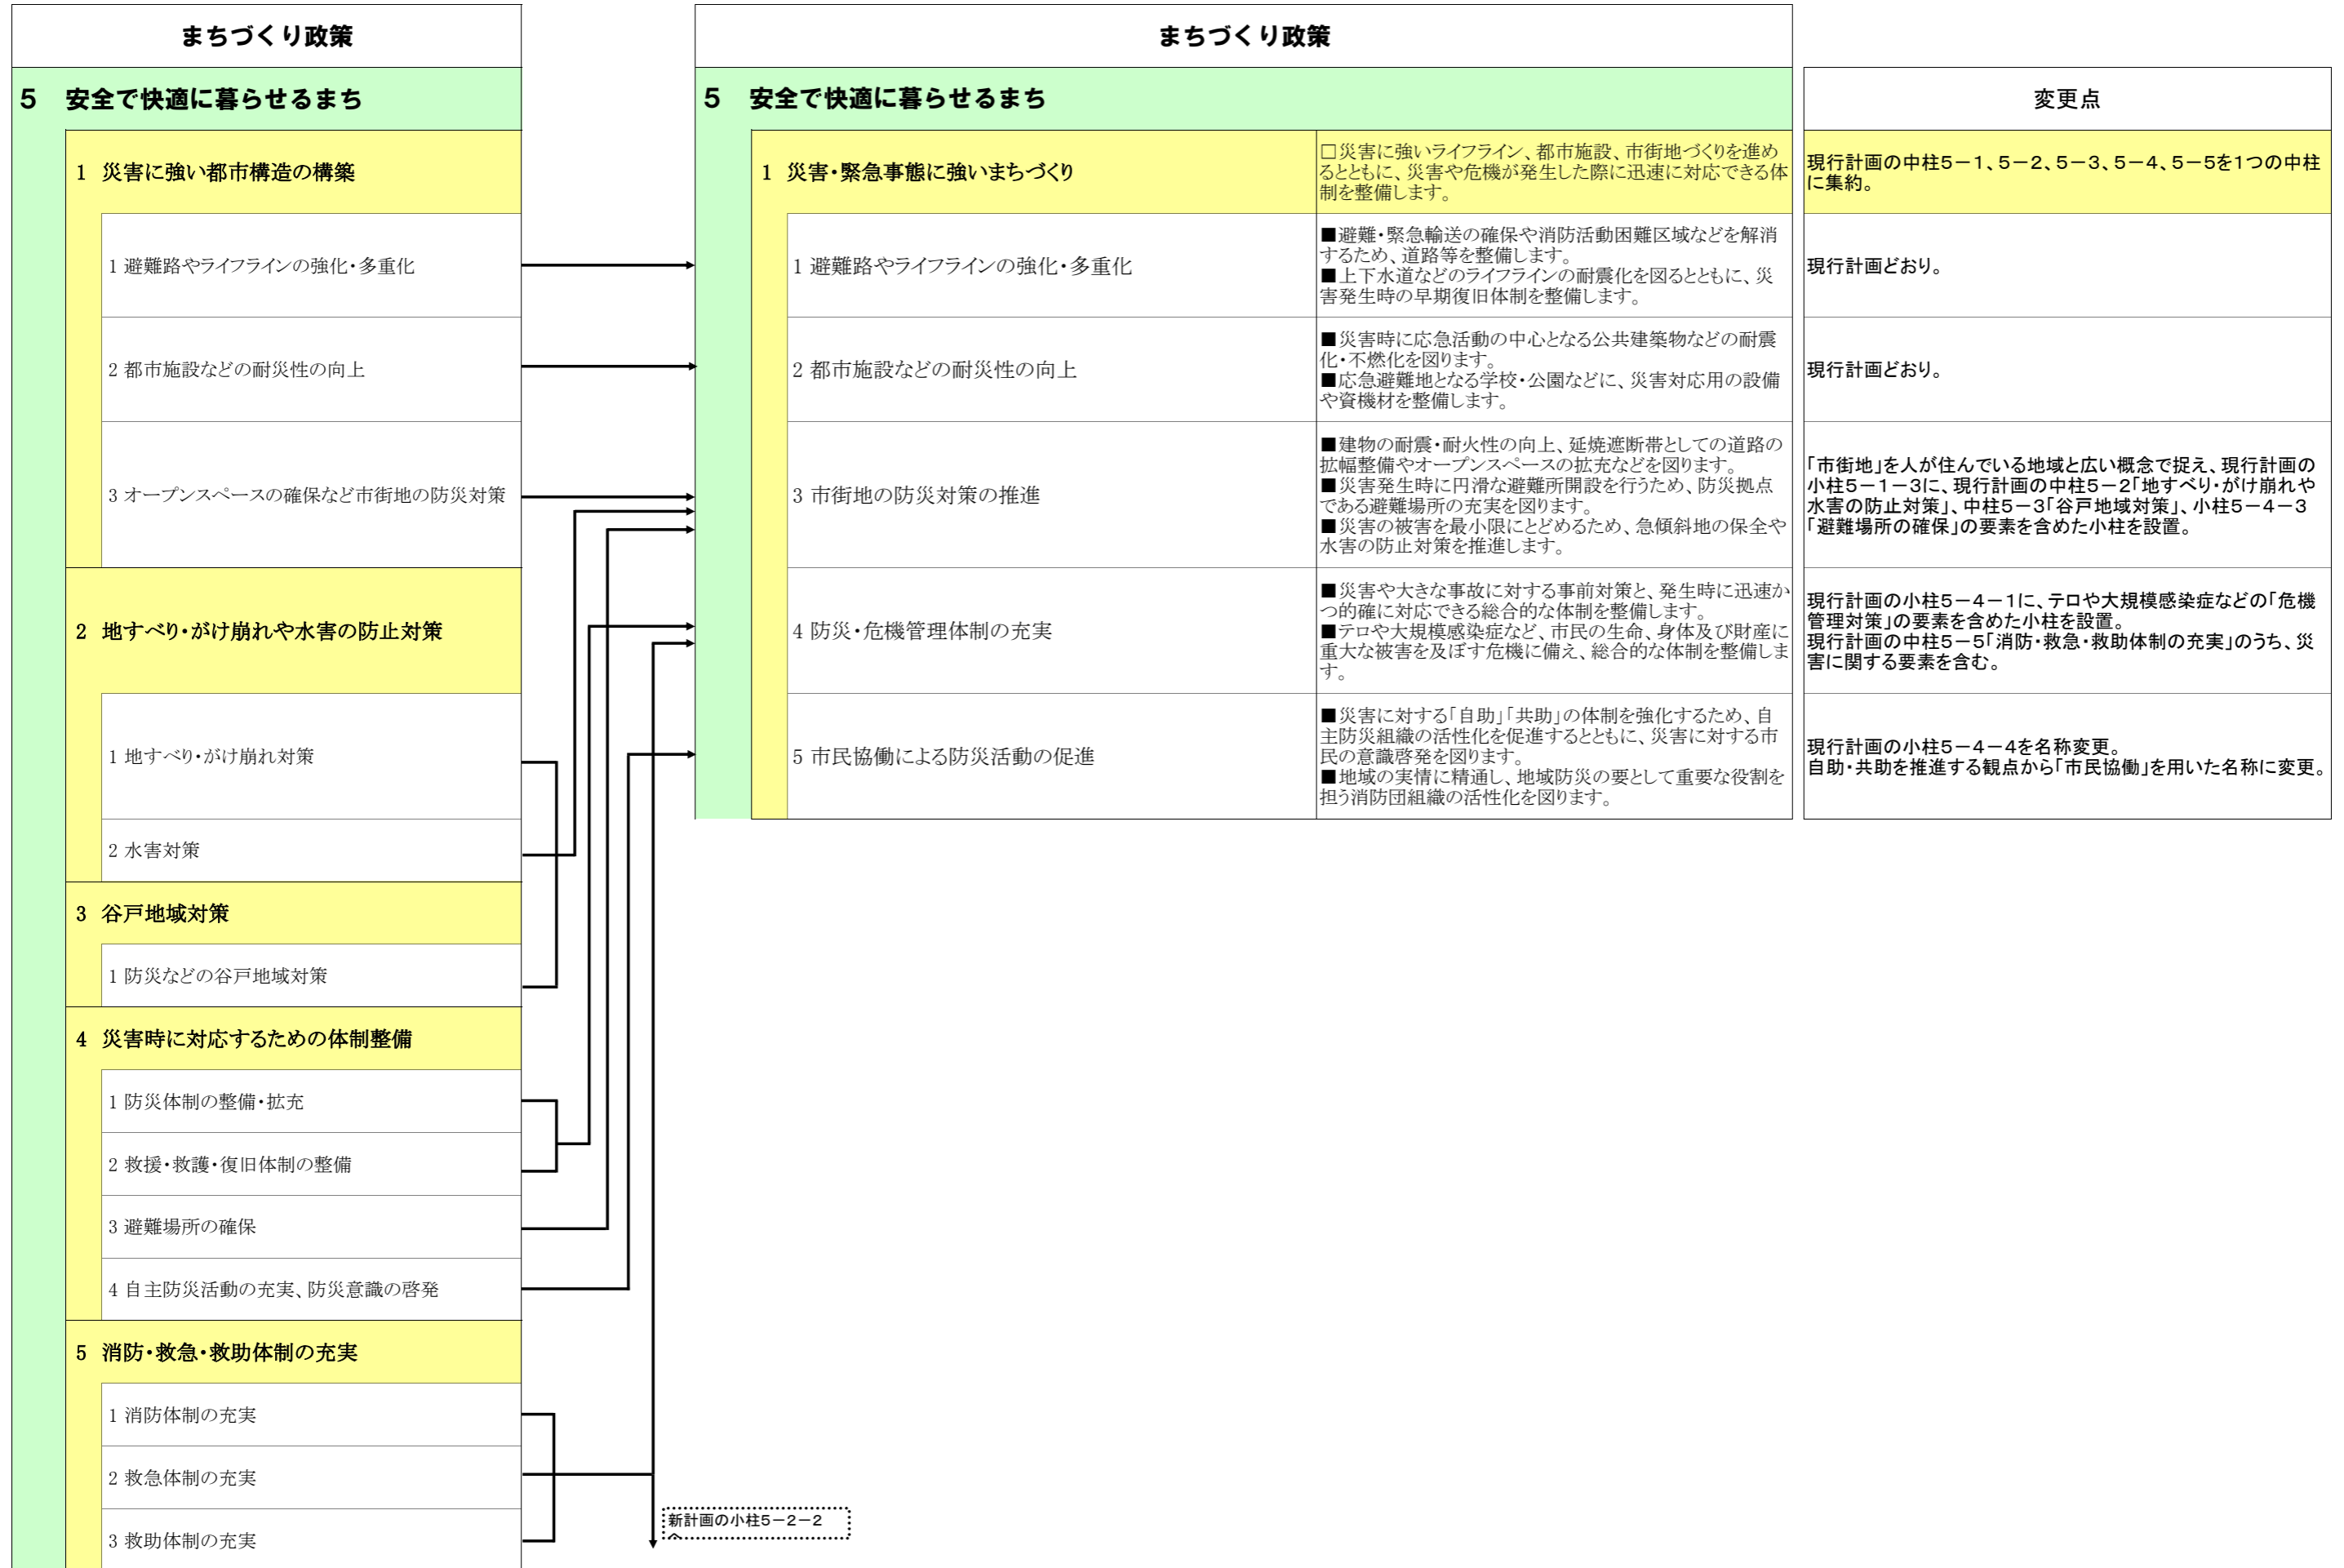 まちづくり政策
5 安全で快適に暮らせるまち
1 災害に強い都市構造の構築
1 避難路やライフラインの強化・多重化
2 都市施設などの耐災性の向上
3 オープンスペースの確保など市街地の防災対策
2 地すべり・がけ崩れや水害の防止対策
1 地すべり・がけ崩れ対策
2 水害対策
3 谷戸地域対策
1 防災などの谷戸地域対策
4 災害時に対応するための体制整備
1 防災体制の整備・拡充
2 救援・救護・復旧体制の整備
3 避難場所の確保
4 自主防災活動の充実、防災意識の啓発
5 消防・救急・救助体制の充実
1 消防体制の充実
2 救急体制の充実
3 救助体制の充実
まちづくり政策
5 安全で快適に暮らせるまち
1 災害・緊急事態に強いまちづくり
□災害に強いライフライン、都市施設、市街地づくりを進め
るとともに、災害や危機が発生した際に迅速に対応できる体
制を整備します。
1 避難路やライフラインの強化・多重化
■避難・緊急輸送の確保や消防活動困難区域などを解消
するため、道路等を整備します。
■上下水道などのライフラインの耐震化を図るとともに、災
害発生時の早期復旧体制を整備します。
2 都市施設などの耐災性の向上
■災害時に応急活動の中心となる公共建築物などの耐震
化・不燃化を図ります。
■応急避難地となる学校・公園などに、災害対応用の設備
や資機材を整備します。
3 市街地の防災対策の推進
■建物の耐震・耐火性の向上、延焼遮断帯としての道路の
拡幅整備やオープンスペースの拡充などを図ります。
■災害発生時に円滑な避難所開設を行うため、防災拠点
である避難場所の充実を図ります。
■災害の被害を最小限にとどめるため、急傾斜地の保全や
水害の防止対策を推進します。
4 防災・危機管理体制の充実
■災害や大きな事故に対する事前対策と、発生時に迅速か
つ的確に対応できる総合的な体制を整備します。
■テロや大規模感染症など、市民の生命、身体及び財産に
重大な被害を及ぼす危機に備え、総合的な体制を整備しま
す。
5 市民協働による防災活動の促進
■災害に対する「自助」「共助」の体制を強化するため、自
主防災組織の活性化を促進するとともに、災害に対する市
民の意識啓発を図ります。
■地域の実情に精通し、地域防災の要として重要な役割を
担う消防団組織の活性化を図ります。
変更点
現行計画の中柱5－1、5－2、5－3、5－4、5－5を1つの中柱
に集約。
現行計画どおり。
現行計画どおり。
「市街地」を人が住んでいる地域と広い概念で捉え、現行計画の
小柱5－1－3に、現行計画の中柱5－2「地すべり・がけ崩れや
水害の防止対策」、中柱5－3「谷戸地域対策」、小柱5－4－3
「避難場所の確保」の要素を含めた小柱を設置。
現行計画の小柱5－4－1に、テロや大規模感染症などの「危機
管理対策」の要素を含めた小柱を設置。
現行計画の中柱5－5「消防・救急・救助体制の充実」のうち、災
害に関する要素を含む。
現行計画の小柱5－4－4を名称変更。
自助・共助を推進する観点から「市民協働」を用いた名称に変更。
新計画の小柱5－2－2
へ